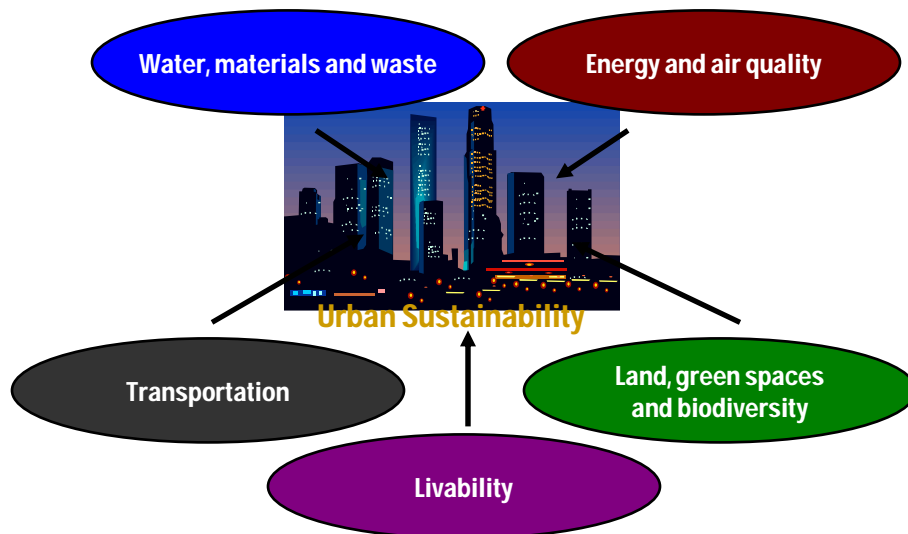 Water, materials and waste
Energy and air quality
Urban Sustainability
Transportation
Land, green spaces
and biodiversity
Livability